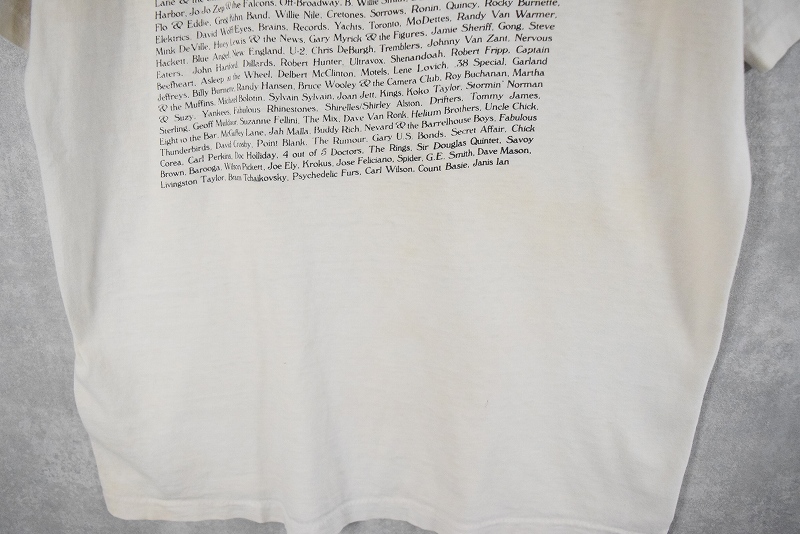 Lane & the
Harbor, Jo Jo Zep & the Falcons, Off-Broadway, B. Willie
Flo & Eddie, Greg Kihn Band, Willie Nile, Cretones, Sorrows, Ronin, Quincy, Rocky Burnette,
Elektrics, David Wolf Eyes, Brains, Records, Yachts, Toronto, MoDettes, Randy Van Warmer,
Mink DeVille, Huey Lewis & the News, Gary Myrick & the Figures, Jamie Sheriff, Gong, Steve
Hackett, Blue Angel, New England, U-2, Chris DeBurgh, Tremblers, Johnny Van Zant, Nervous
Eaters, John Hartford, Dillards, Robert Hunter, Ultravox, Shenandoah, Robert Fripp, Captain
Beefheart, Asleep at the Wheel, Delbert McClinton, Motels, Lene Lovich, .38 Special, Garland
Jeffreys, Billy Burnette, Randy Hansen, Bruce Wooley & the Camera Club, Roy Buchanan, Martha
& the Muffins, Michael Bolotin, Sylvain Sylvain, Joan Jett, Kings, Koko Taylor, Stormin' Norman
& Suzy, Yankees, Fabulous Rhinestones, Shirelles/Shirley Alston, Drifters, Tommy James,
Sterling, Geoff Muldaur, Suzanne Fellini, The Mix, Dave Van Ronk, Helium Brothers, Uncle Chick,
Eight to the Bar, McGuffey Lane, Jah Malla, Buddy Rich, Nevard & the Barrelhouse Boys, Fabulous
Thunderbirds, David Crosby, Point Blank, The Rumour, Gary U.S. Bonds, Secret Affair, Chick
Corea, Carl Perkins, Doc Holliday, 4 out of 5 Doctors, The Rings, Sir Douglas Quintet, Savoy
Brown, Barooga, Wilson Pickett, Joe Ely, Krokus, Jose Feliciano, Spider, G.E. Smith, Dave Mason,
Livingston Taylor, Bram Tchaikovsky, Psychedelic Furs, Carl Wilson, Count Basie, Janis Ian